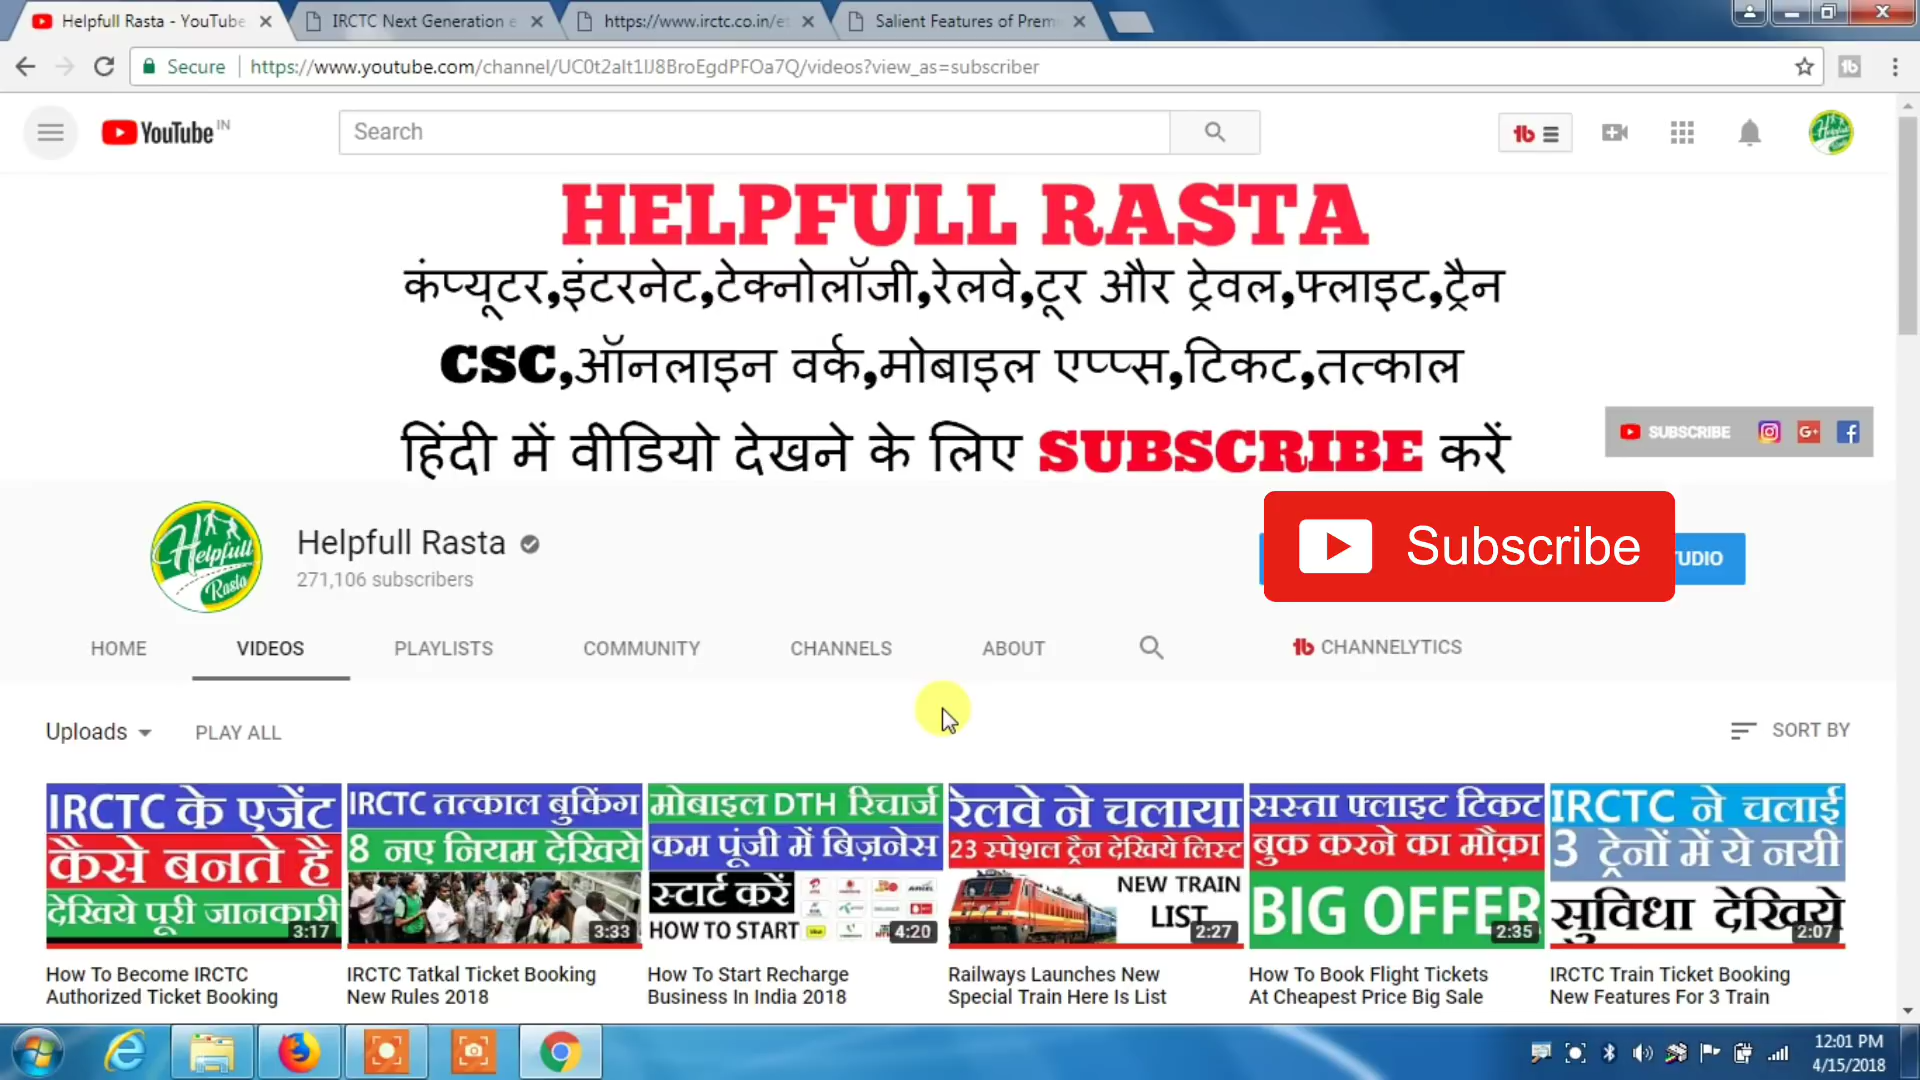 Helpfull Rasta - YouTube
IRCTC Next Generation e
https://www.irctc.co.in/et
Salient Features of Prem
Secure
https://www.youtube.com/channel/UC0t2alt1IJ8BroEgdPFOa7Q/videos?view_as=subscriber
YouTube IN
Search
HELPFULL RASTA
कंप्यूटर,इंटरनेट,टेक्नोलॉजी,रेलवे,टूर और ट्रेवल,फ्लाइट,ट्रैन
CSC,ऑनलाइन वर्क,मोबाइल एप्प्स,टिकट,तत्काल
हिंदी में वीडियो देखने के लिए SUBSCRIBE करें
SUBSCRIBE
Helpfull Rasta
Helpfull Rasta
271,106 subscribers
Subscribe
TUDIO
HOME
VIDEOS
PLAYLISTS
COMMUNITY
CHANNELS
ABOUT
CHANNELYTICS
Uploads
PLAY ALL
SORT BY
IRCTC के एजेंट
कैसे बनते है
देखिये पूरी जानकारी
3:17
How To Become IRCTC
Authorized Ticket Booking
IRCTC तत्काल बुकिंग
8 नए नियम देखिये
3:33
IRCTC Tatkal Ticket Booking
New Rules 2018
मोबाइल DTH रिचार्ज
कम पूंजी में बिज़नेस
स्टार्ट करें
HOW TO START
4:20
How To Start Recharge
Business In India 2018
रेलवे ने चलाया
23 स्पेशल ट्रैन देखिये लिस्ट
NEW TRAIN
LIST
2:27
Railways Launches New
Special Train Here Is List
सस्ता फ्लाइट टिकट
बुक करने का मौक़ा
BIG OFFER
2:35
How To Book Flight Tickets
At Cheapest Price Big Sale
IRCTC ने चलाई
3 ट्रेनों में ये नयी
सुविधा देखिये
2:07
IRCTC Train Ticket Booking
New Features For 3 Train
12:01 PM
4/15/2018